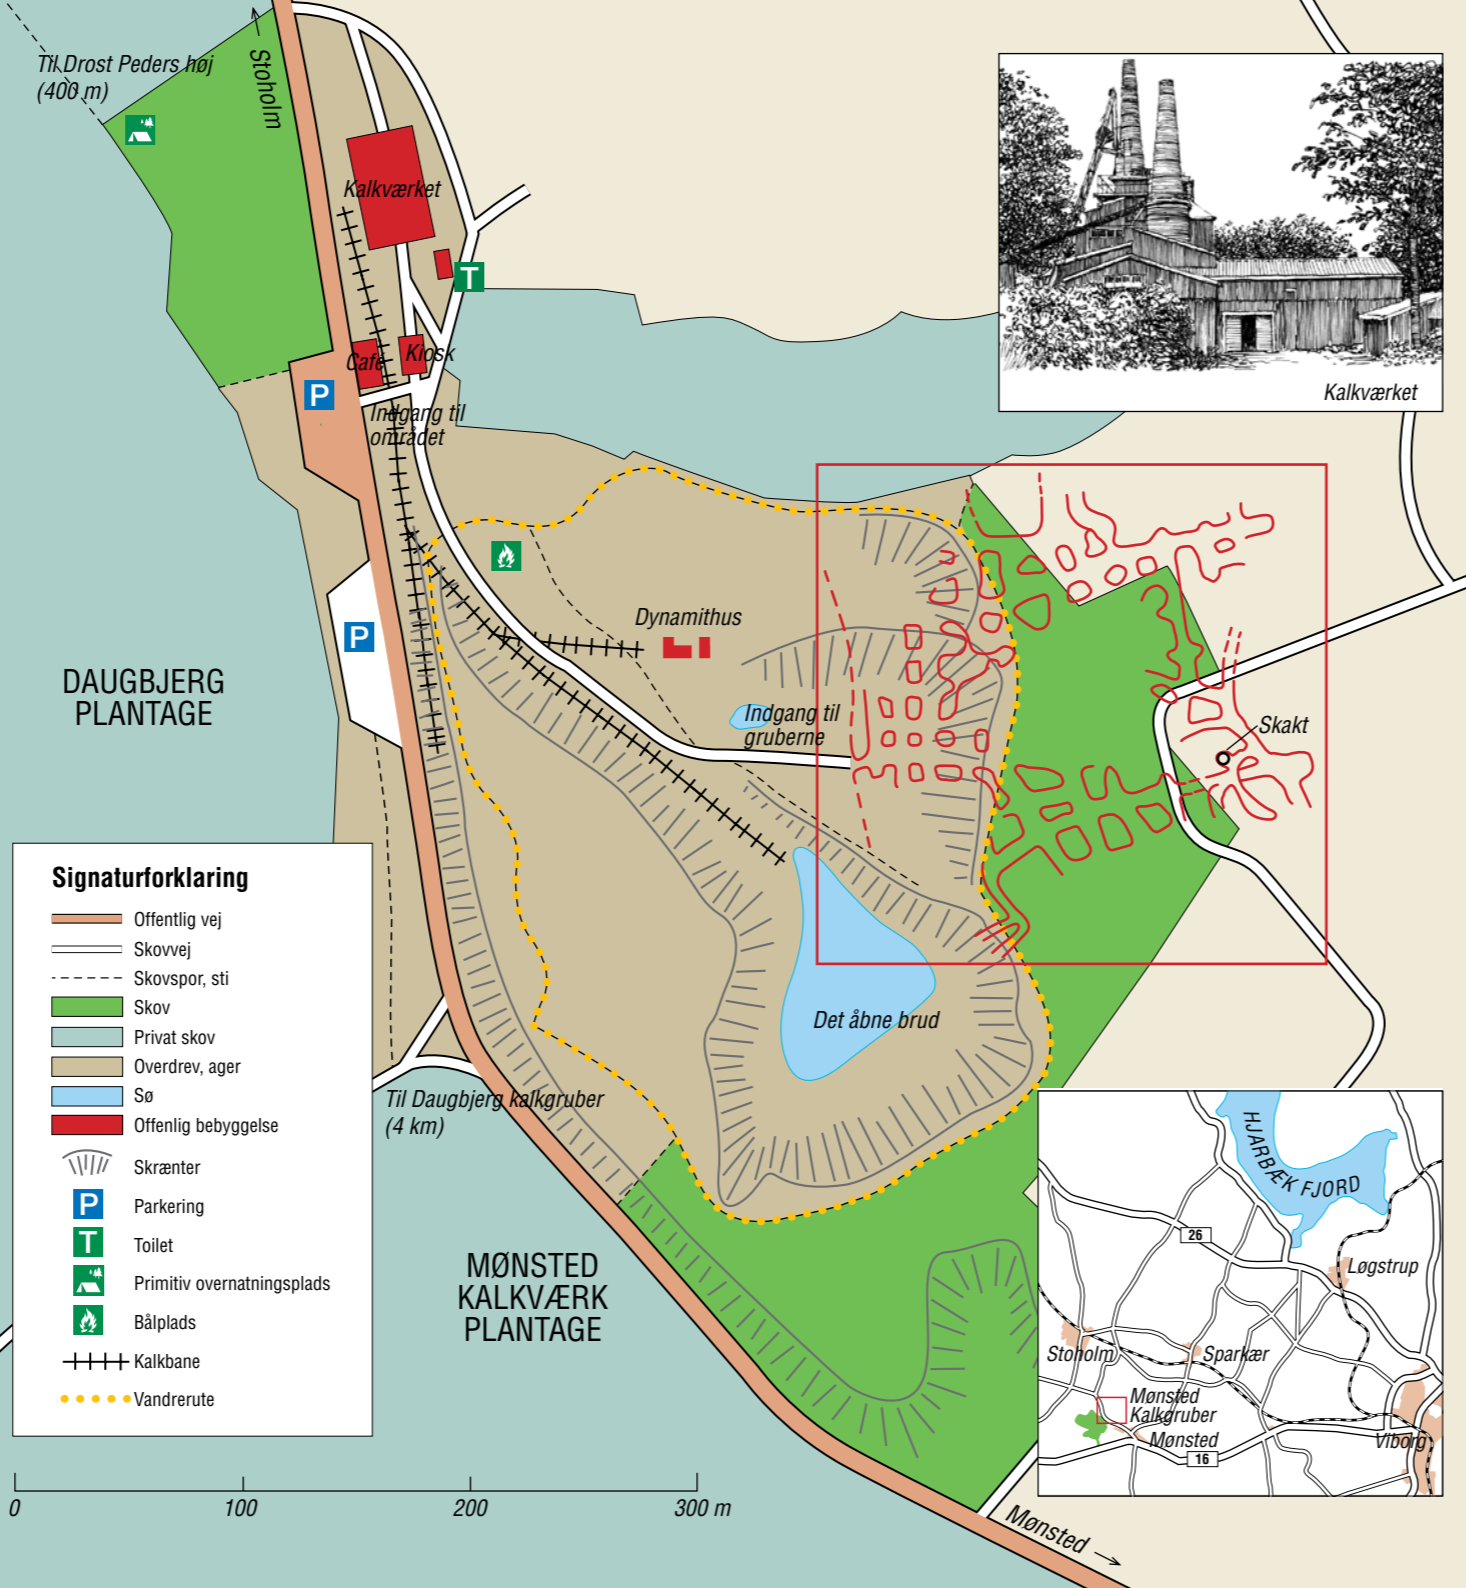 Til Drost Peders høj
(400 m)
Stoholm
Kalkværket
T
Café
Kiosk
P
Indgang til
området
Kalkværket
Dynamithus
P
DAUGBJERG
PLANTAGE
Indgang til
gruberne
Skakt
Det åbne brud
Til Daugbjerg kalkgruber
(4 km)
MØNSTED
KALKVÆRK
PLANTAGE
Signaturforklaring
Offentlig vej
Skovvej
Skovspor, sti
Skov
Privat skov
Overdrev, ager
Sø
Offenlig bebyggelse
Skrænter
P Parkering
T Toilet
Primitiv overnatningsplads
Bålplads
Kalkbane
Vandrerute
0 100 200 300 m
Mønsted
HJARBÆK FJORD
26
Løgstrup
Stoholm
Sparkær
Mønsted
Kalkgruber
Mønsted
Viborg
16